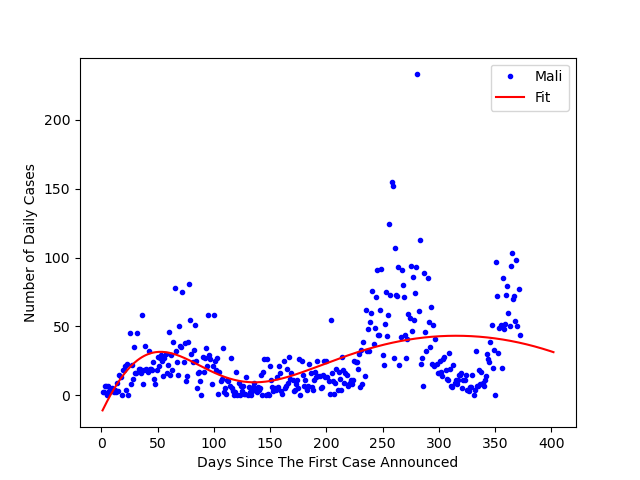 Mali
Fit
200
150
100
50
0
Number of Daily Cases
0 50 100 150 200 250 300 350 400
Days Since The First Case Announced